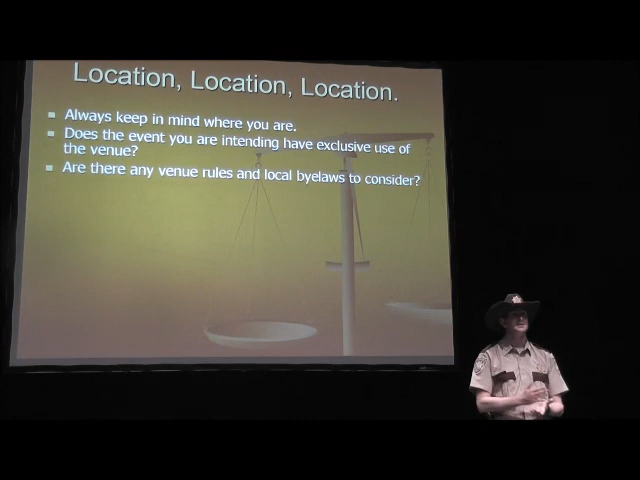 Location, Location, Location.
Always keep in mind where you are.
Does the event you are intending have exclusive use of
the venue?
Are there any venue rules and local byelaws to consider?